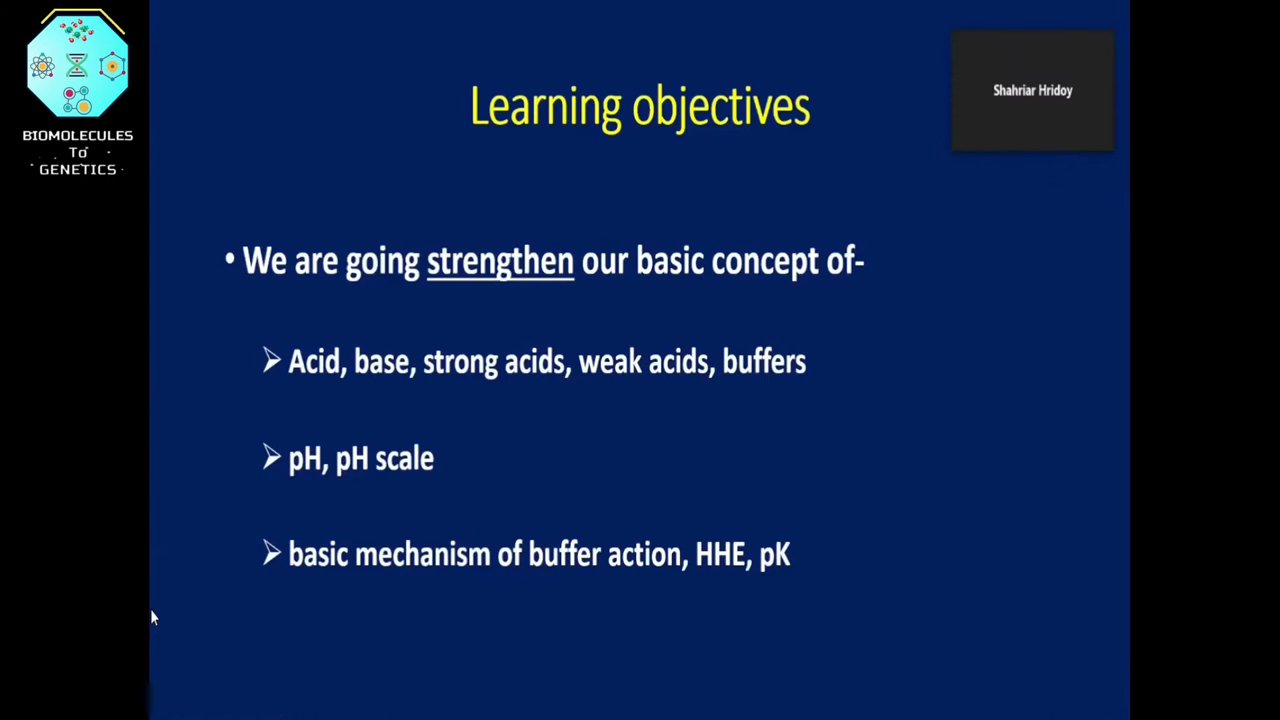 BIOMOLECULES
To
GENETICS
Learning objectives
Shahriar Hridoy
• We are going strengthen our basic concept of-
➢ Acid, base, strong acids, weak acids, buffers
➢ pH, pH scale
➢ basic mechanism of buffer action, HHE, pK